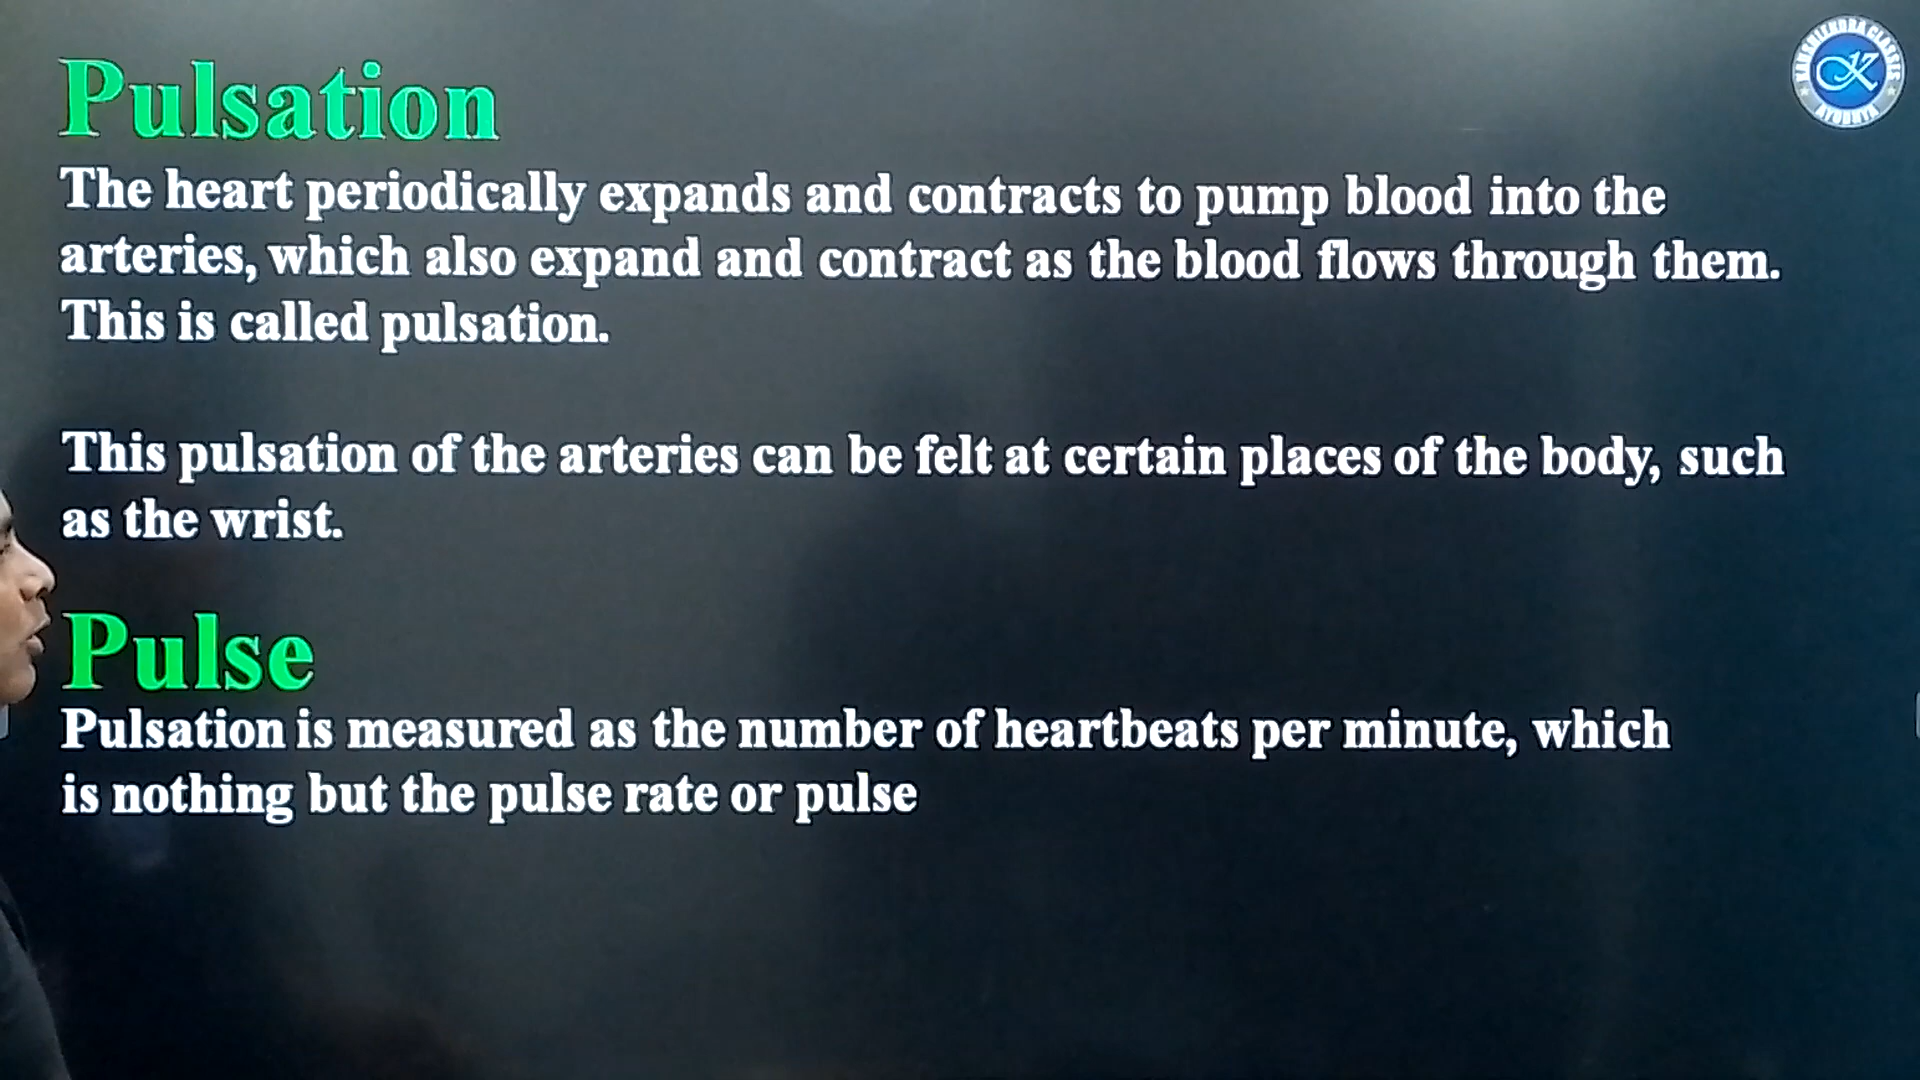 Pulsation
The heart periodically expands and contracts to pump blood into the
arteries, which also expand and contract as the blood flows through them.
This is called pulsation.
This pulsation of the arteries can be felt at certain places of the body, such
as the wrist.
Pulse
Pulsation is measured as the number of heartbeats per minute, which
is nothing but the pulse rate or pulse